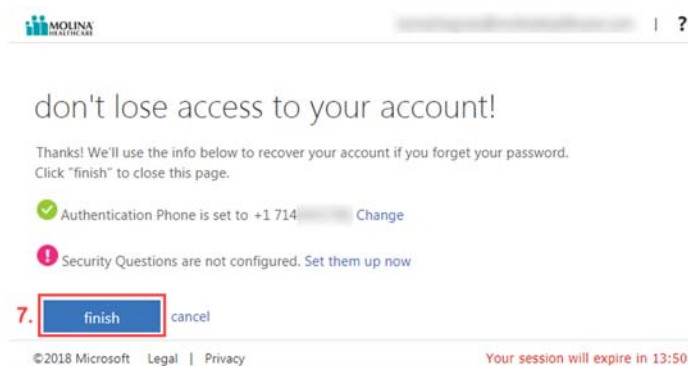 MOLINA
HEALTHCARE
| ?
don't lose access to your account!
Thanks! We'll use the info below to recover your account if you forget your password.
Click "finish" to close this page.
Authentication Phone is set to +1 714 Change
! Security Questions are not configured. Set them up now
7. finish cancel
©2018 Microsoft Legal | Privacy Your session will expire in 13:50